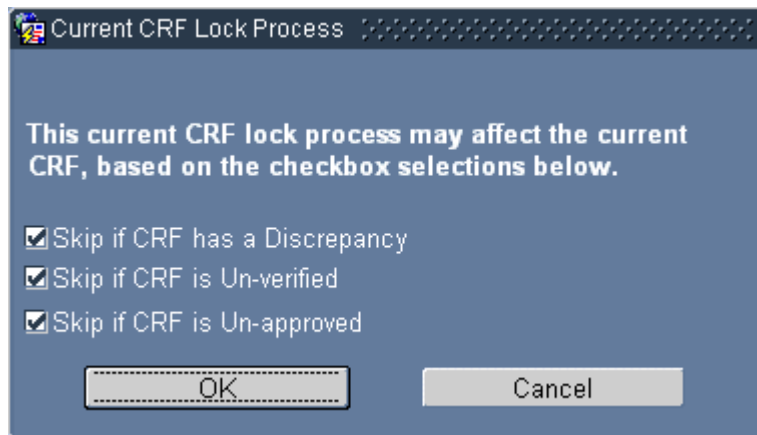 Current CRF Lock Process
This current CRF lock process may affect the current
CRF, based on the checkbox selections below.
Skip if CRF has a Discrepancy
Skip if CRF is Un-verified
Skip if CRF is Un-approved
OK
Cancel